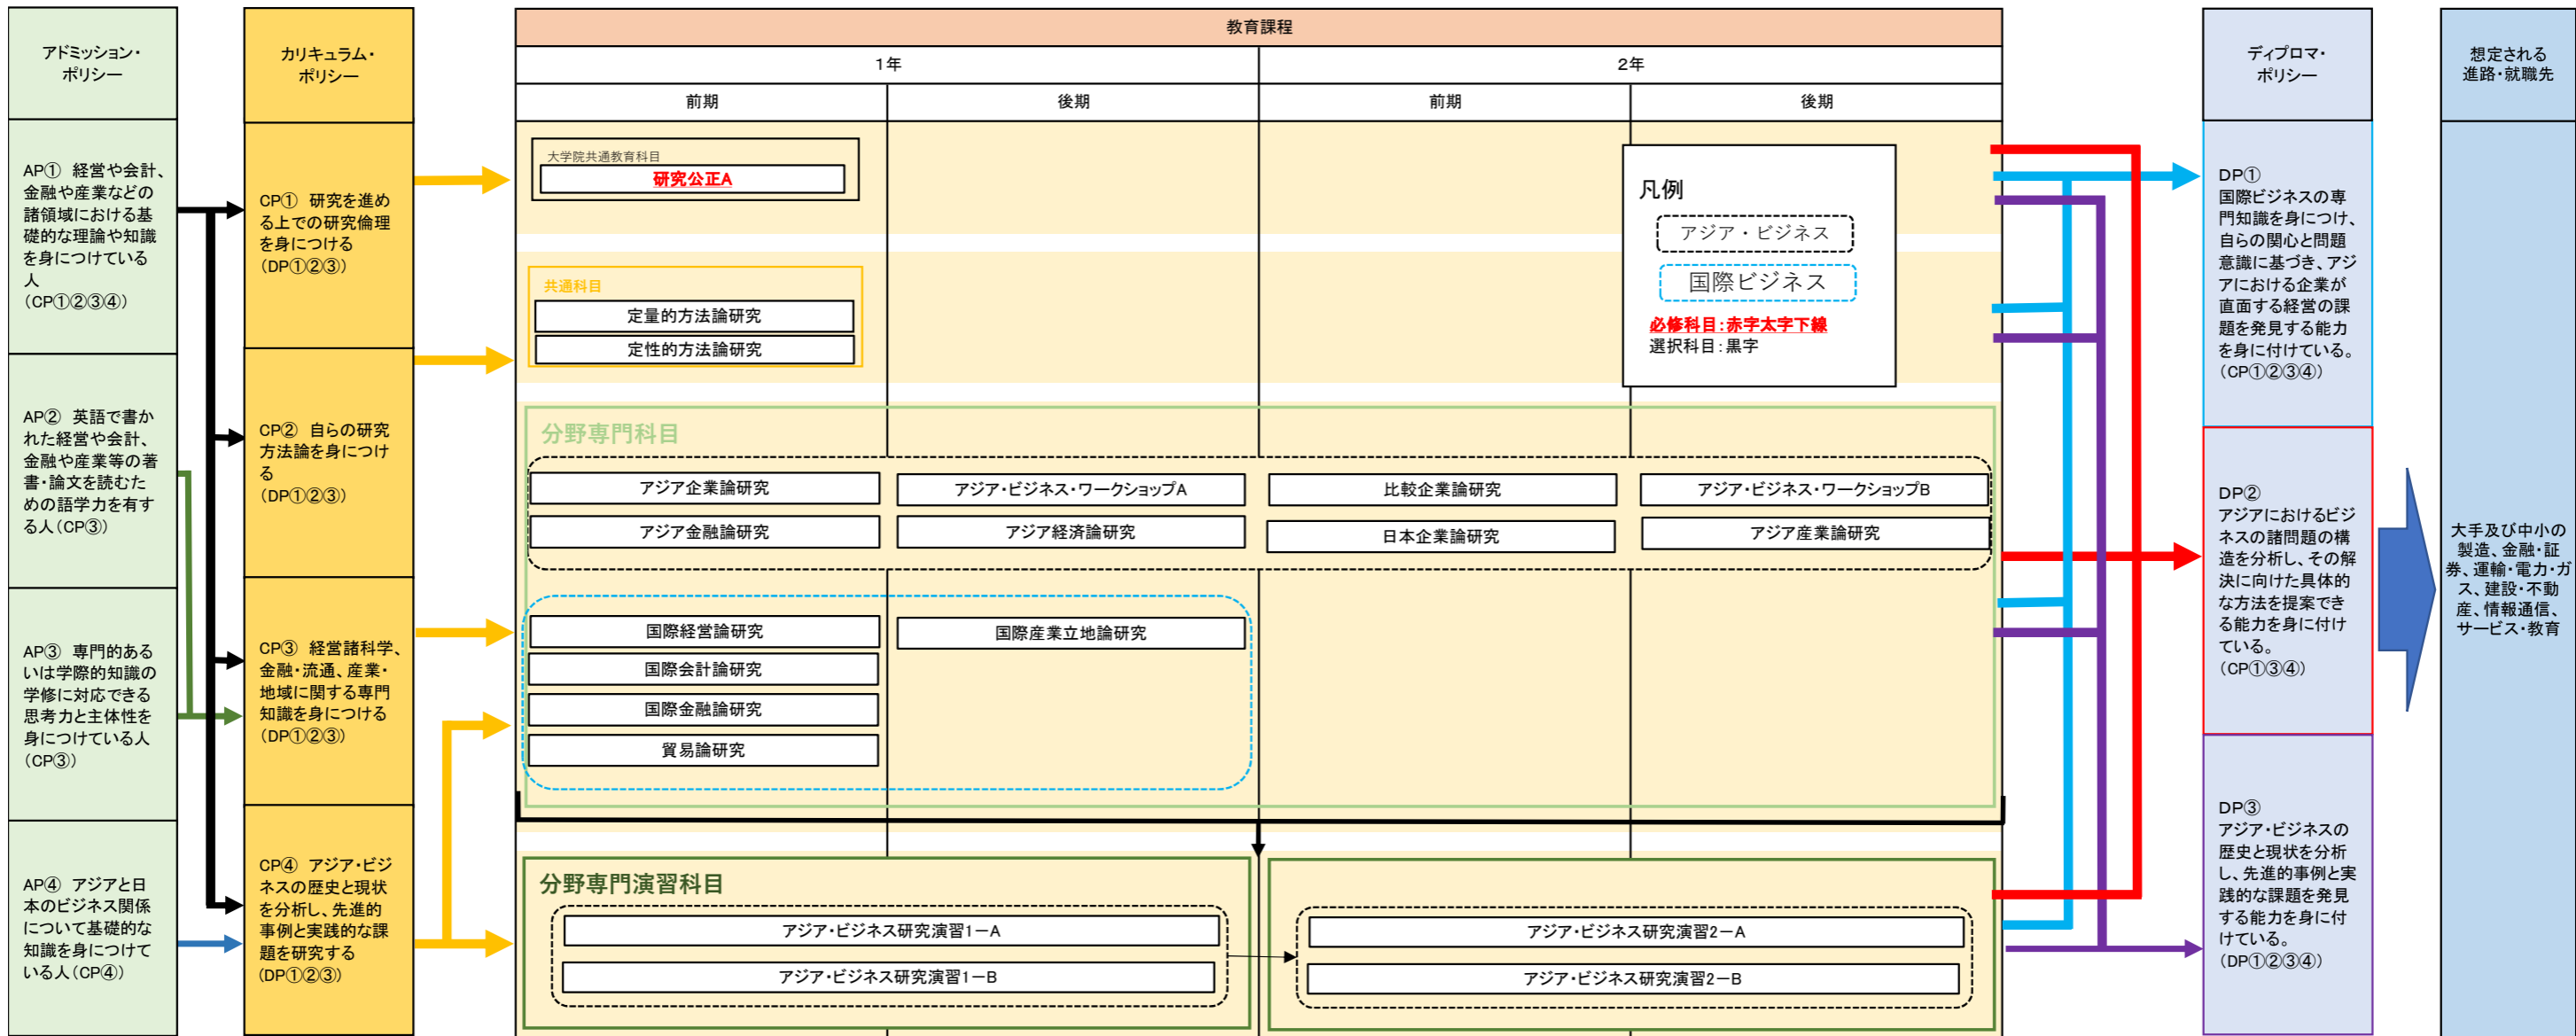 アドミッション・
ポリシー
AP① 経営や会計、
金融や産業などの
諸領域における基
礎的な理論や知識
を身につけている
人
（CP①②③④）
AP② 英語で書か
れた経営や会計、
金融や産業等の著
書・論文を読むた
めの語学力を有す
る人（CP③）
AP③ 専門的ある
いは学際的知識の
学修に対応できる
思考力と主体性を
身につけている人
（CP③）
AP④ アジアと日
本のビジネス関係
について基礎的な
知識を身につけて
いる人（CP④）
カリキュラム・
ポリシー
CP① 研究を進め
る上での研究倫理
を身につける
（DP①②③）
CP② 自らの研究
方法論を身につけ
る
（DP①②③）
CP③ 経営諸科学、
金融・流通、産業・
地域に関する専門
知識を身につける
（DP①②③）
CP④ アジア・ビジ
ネスの歴史と現状
を分析し、先進的
事例と実践的な課
題を研究する
（DP①②③）
教育課程
1年
2年
前期
後期
前期
後期
大学院共通教育科目
研究公正A
共通科目
定量的方法論研究
定性的方法論研究
凡例
アジア・ビジネス
国際ビジネス
必修科目：赤字太字下線
選択科目：黒字
分野専門科目
アジア企業論研究
アジア・ビジネス・ワークショップA
比較企業論研究
アジア・ビジネス・ワークショップB
アジア金融論研究
アジア経済論研究
日本企業論研究
アジア産業論研究
国際経営論研究
国際産業立地論研究
国際会計論研究
国際金融論研究
貿易論研究
分野専門演習科目
アジア・ビジネス研究演習1－A
アジア・ビジネス研究演習1－B
アジア・ビジネス研究演習2－A
アジア・ビジネス研究演習2－B
ディプロマ・
ポリシー
DP①
国際ビジネスの専
門知識を身につけ、
自らの関心と問題
意識に基づき、アジ
アにおける企業が
直面する経営の課
題を発見する能力
を身に付けている。
（CP①②③④）
DP②
アジアにおけるビジ
ネスの諸問題の構
造を分析し、その解
決に向けた具体的
な方法を提案でき
る能力を身に付け
ている。
（CP①③④）
DP③
アジア・ビジネスの
歴史と現状を分析
し、先進的事例と実
践的な課題を発見
する能力を身に付
けている。
（DP①②③④）
想定される
進路・就職先
大手及び中小の
製造、金融・証
券、運輸・電力・ガ
ス、建設・不動
産、情報通信、
サービス・教育